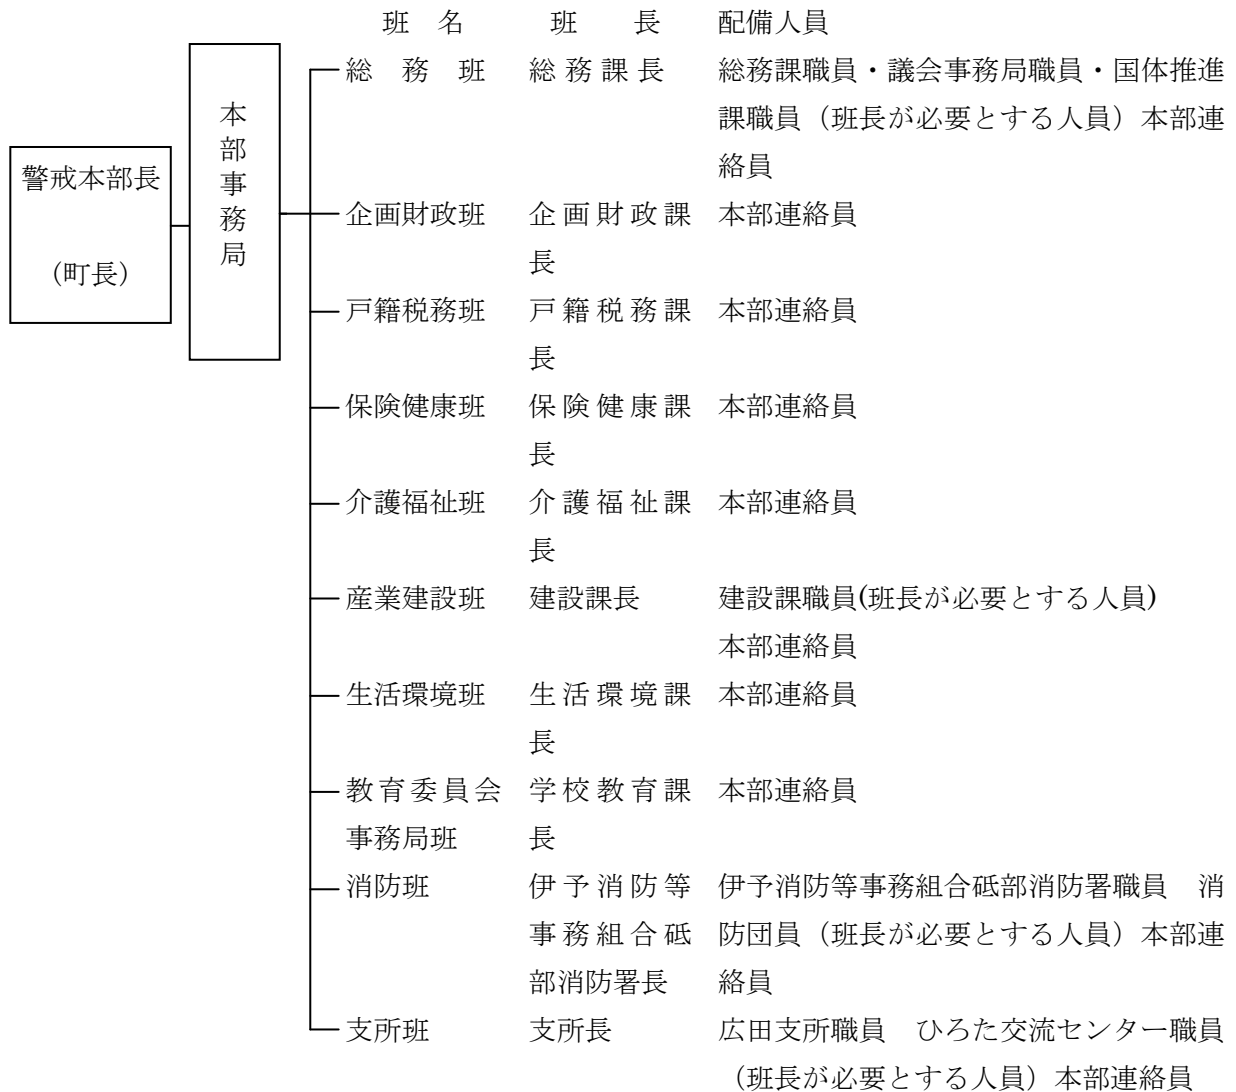 班　名　班　　長　配備人員
警戒本部長
(町長)
本部事務局
総　務　班　総務課長　総務課職員・議会事務局職員・国体推進
課職員（班長が必要とする人員）本部連
絡員
企画財政班　企画財政課　本部連絡員
長
戸籍税務班　戸籍税務課　本部連絡員
長
保険健康班　保険健康課　本部連絡員
長
介護福祉班　介護福祉課　本部連絡員
長
産業建設班　建設課長　建設課職員(班長が必要とする人員)
本部連絡員
生活環境班　生活環境課　本部連絡員
長
教育委員会　学校教育課　本部連絡員
事務局班　長
消防班　伊予消防等　伊予消防等事務組合砥部消防署職員　消
事務組合砥　防団員（班長が必要とする人員）本部連
部消防署長　絡員
支所班　支所長　広田支所職員　ひろた交流センター職員
（班長が必要とする人員）本部連絡員